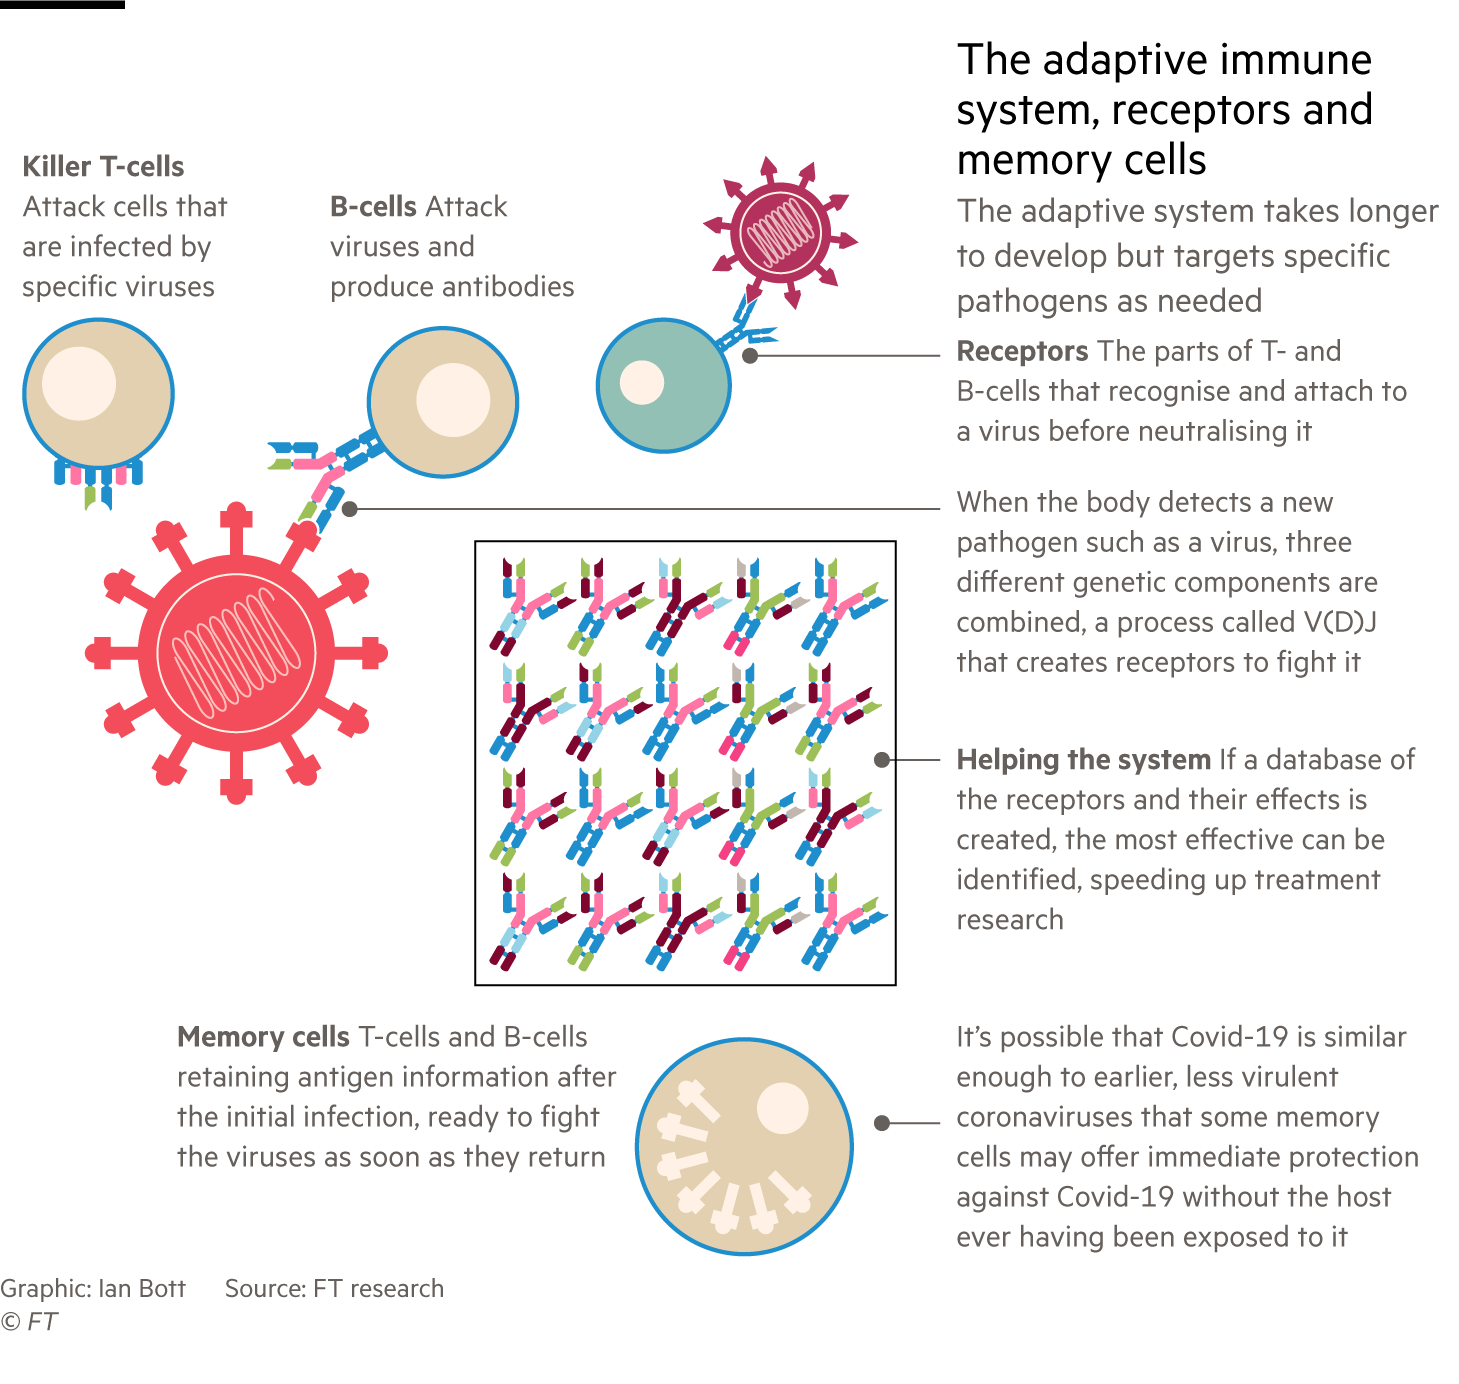 The adaptive immune
system, receptors and
memory cells
The adaptive system takes longer
to develop but targets specific
pathogens as needed
Killer T-cells
Attack cells that
are infected by
specific viruses
B-cells Attack
viruses and
produce antibodies
Receptors The parts of T- and
B-cells that recognise and attach to
a virus before neutralising it
When the body detects a new
pathogen such as a virus, three
different genetic components are
combined, a process called V(D)J
that creates receptors to fight it
Helping the system If a database of
the receptors and their effects is
created, the most effective can be
identified, speeding up treatment
research
Memory cells T-cells and B-cells
retaining antigen information after
the initial infection, ready to fight
the viruses as soon as they return
It’s possible that Covid-19 is similar
enough to earlier, less virulent
coronaviruses that some memory
cells may offer immediate protection
against Covid-19 without the host
ever having been exposed to it
Graphic: Ian Bott Source: FT research
© FT